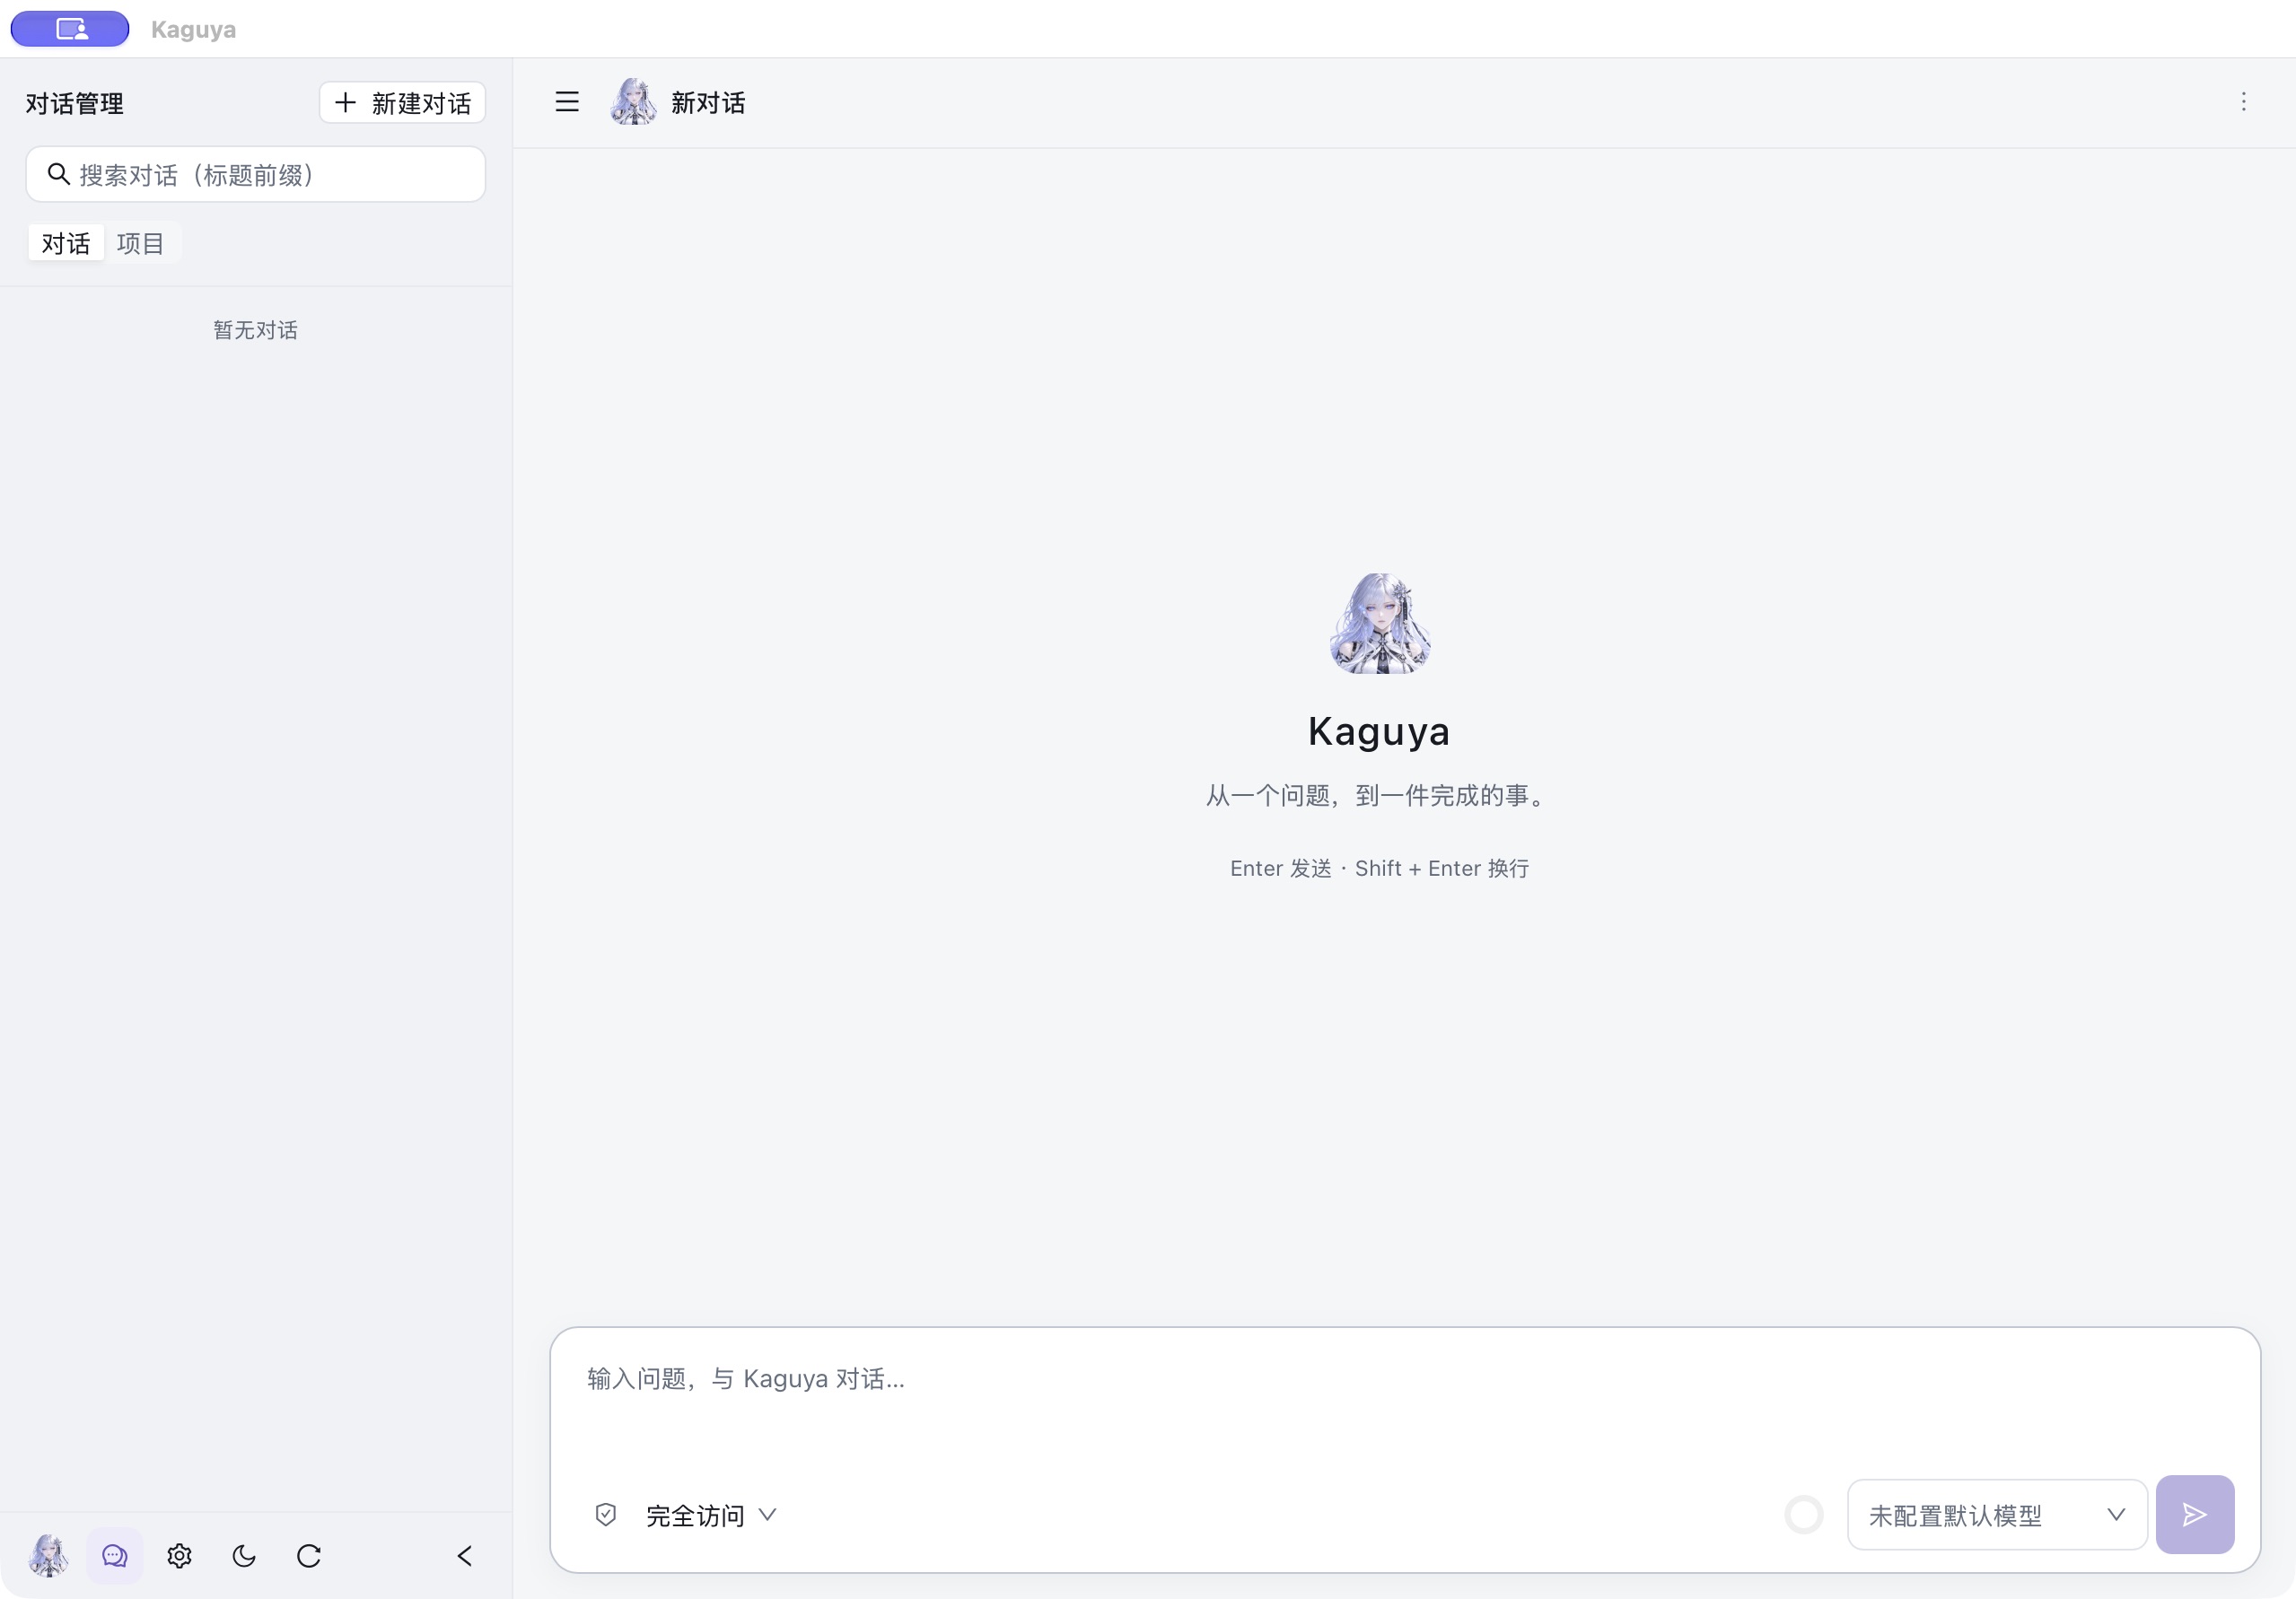 Kaguya
对话管理
新建对话
搜索对话（标题前缀）
对话 项目
暂无对话
新对话
Kaguya
从一个问题，到一件完成的事。
Enter 发送 · Shift + Enter 换行
输入问题，与 Kaguya 对话...
完全访问
未配置默认模型